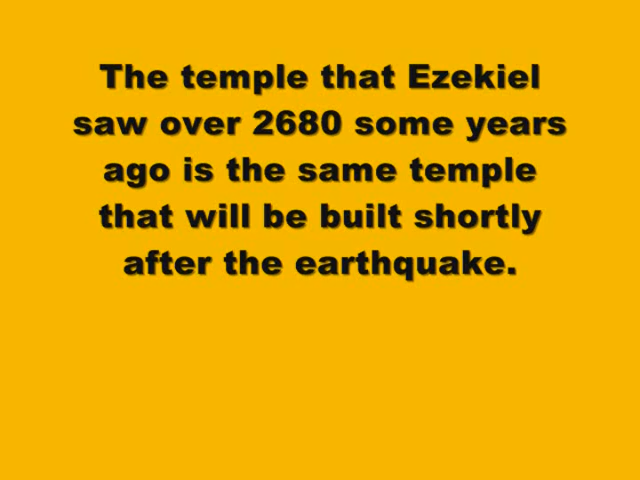 The temple that Ezekiel
saw over 2680 some years
ago is the same temple
that will be built shortly
after the earthquake.